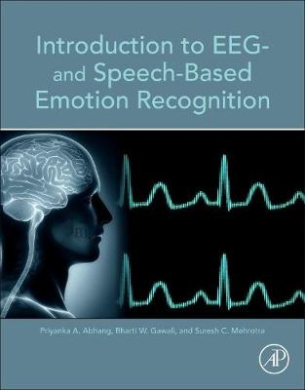 Introduction to EEG-
and Speech-Based
Emotion Recognition
Priyanka A. Abhang, Bharti W. Gawali, and Suresh C. Mehrotra